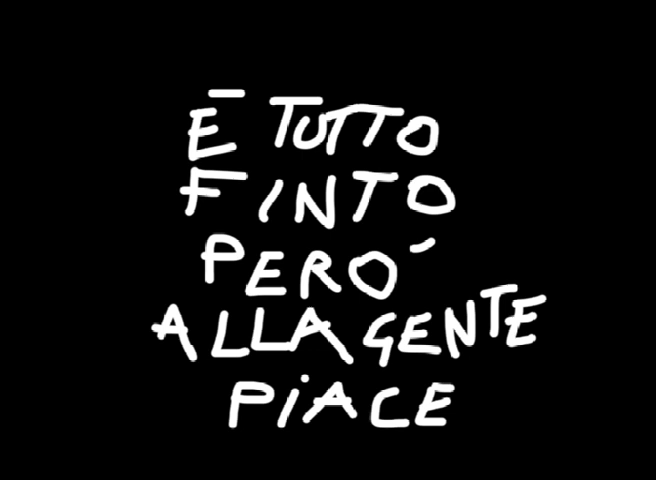 È TUTTO
FINTO
PERO'
ALLA GENTE
PiACE